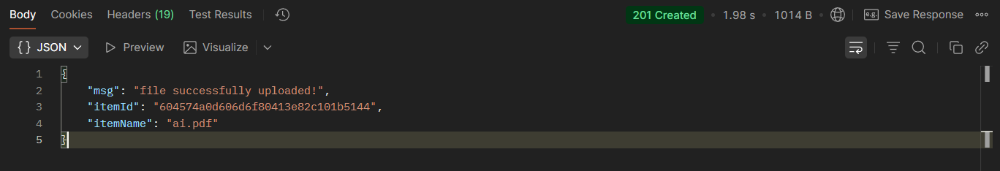 Body Cookies Headers (19) Test Results 201 Created • 1.98 s • 1014 B e.g. Save Response
{} JSON Preview Visualize
1 {
2 "msg": "file successfully uploaded!",
3 "itemId": "604574a0d606d6f80413e82c101b5144",
4 "itemName": "ai.pdf"
5 }